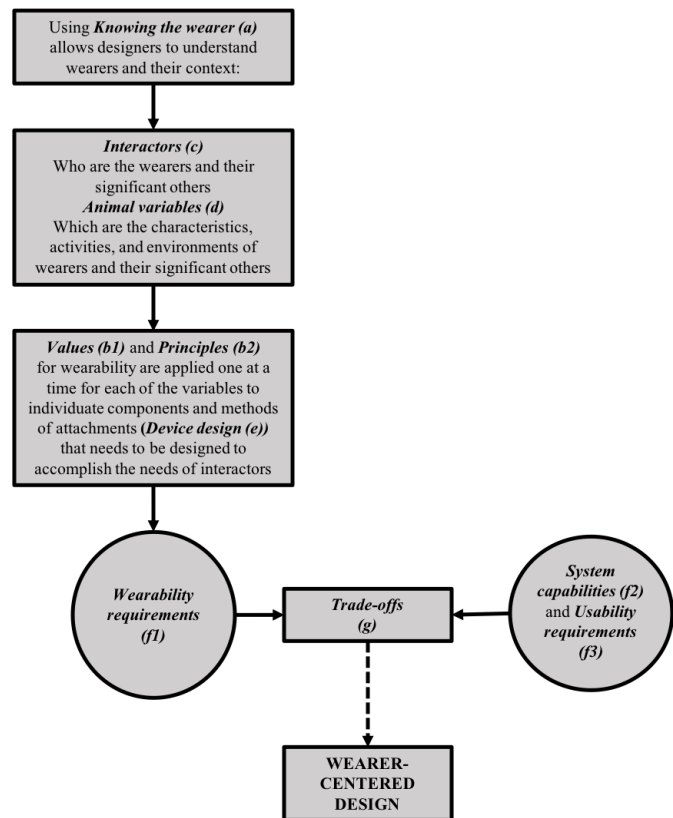 Using Knowing the wearer (a)
allows designers to understand
wearers and their context:
Interactors (c)
Who are the wearers and their
significant others
Animal variables (d)
Which are the characteristics,
activities, and environments of
wearers and their significant others
Values (b1) and Principles (b2)
for wearability are applied one at a
time for each of the variables to
individuate components and methods
of attachments (Device design (e))
that needs to be designed to
accomplish the needs of interactors
Wearability
requirements
(f1)
Trade-offs
(g)
System
capabilities (f2)
and Usability
requirements
(f3)
WEARER-
CENTERED
DESIGN